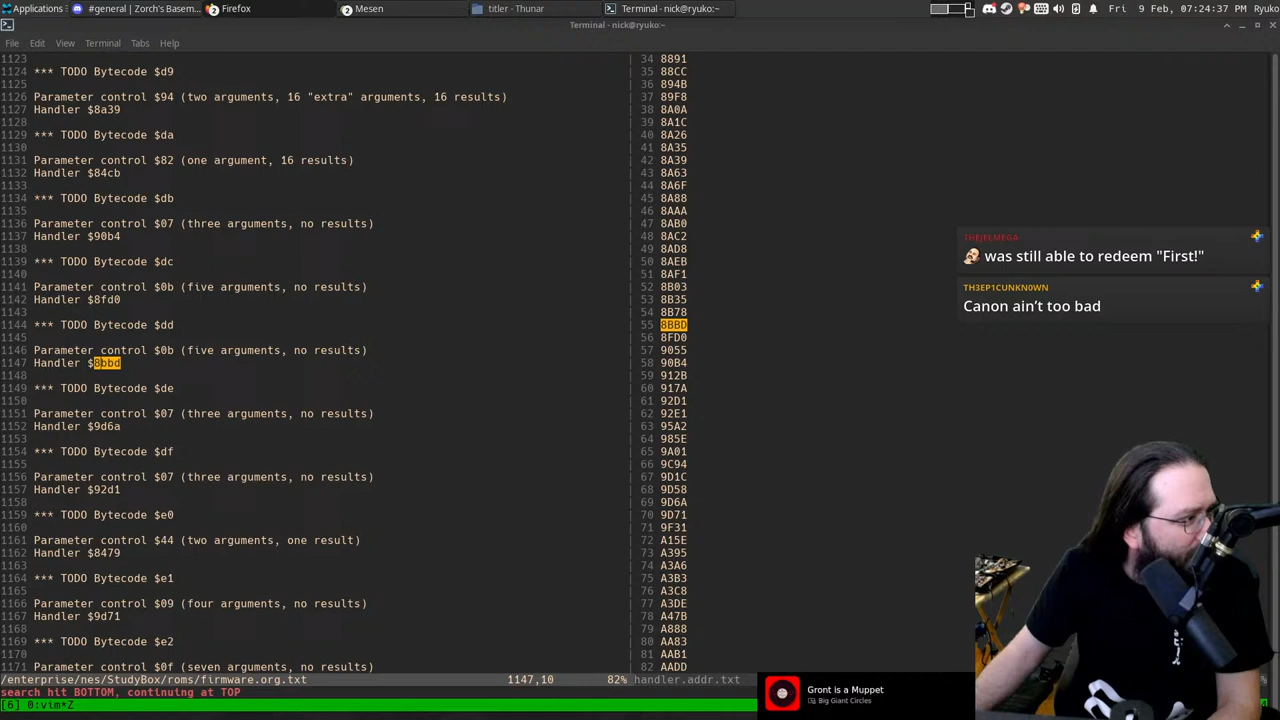 Applications
#general | Zorch's Basem...
Firefox
2 Mesen
titler - Thunar
Terminal - nick@ryuko:~
Fri 9 Feb, 07:24:37 PM Ryuko
Terminal - nick@ryuko:~
File Edit View Terminal Tabs Help
1123
1124 *** TODO Bytecode $d9
1125
1126 Parameter control $94 (two arguments, 16 "extra" arguments, 16 results)
1127 Handler $8a39
1128
1129 *** TODO Bytecode $da
1130
1131 Parameter control $82 (one argument, 16 results)
1132 Handler $84cb
1133
1134 *** TODO Bytecode $db
1135
1136 Parameter control $07 (three arguments, no results)
1137 Handler $90b4
1138
1139 *** TODO Bytecode $dc
1140
1141 Parameter control $0b (five arguments, no results)
1142 Handler $8fd0
1143
1144 *** TODO Bytecode $dd
1145
1146 Parameter control $0b (five arguments, no results)
1147 Handler $8bbd
1148
1149 *** TODO Bytecode $de
1150
1151 Parameter control $07 (three arguments, no results)
1152 Handler $9d6a
1153
1154 *** TODO Bytecode $df
1155
1156 Parameter control $07 (three arguments, no results)
1157 Handler $92d1
1158
1159 *** TODO Bytecode $e0
1160
1161 Parameter control $44 (two arguments, one result)
1162 Handler $8479
1163
1164 *** TODO Bytecode $e1
1165
1166 Parameter control $09 (four arguments, no results)
1167 Handler $9d71
1168
1169 *** TODO Bytecode $e2
1170
1171 Parameter control $0f (seven arguments, no results)
/enterprise/nes/StudyBox/roms/firmware.org.txt 1147,10 82%
search hit BOTTOM, continuing at TOP
[6] 0:vim*Z
34 8891
35 88CC
36 894B
37 89F8
38 8A0A
39 8A1C
40 8A26
41 8A35
42 8A39
43 8A63
44 8A6F
45 8A88
46 8AAA
47 8AB0
48 8AC2
49 8AD8
50 8AEB
51 8AF1
52 8B03
53 8B35
54 8B78
55 8BBD
56 8FD0
57 9055
58 90B4
59 912B
60 917A
61 92D1
62 92E1
63 95A2
64 985E
65 9A01
66 9C94
67 9D1C
68 9D58
69 9D6A
70 9D71
71 9F31
72 A15E
73 A395
74 A3A6
75 A3B3
76 A3C8
77 A3DE
78 A47B
79 A888
80 AA83
81 AAB1
82 AADD
handler.addr.txt
THEJEEMEGA
was still able to redeem "First!"
TH3EP1CUNKN0WN
Canon ain't too bad
Gront is a Muppet
Big Giant Circles